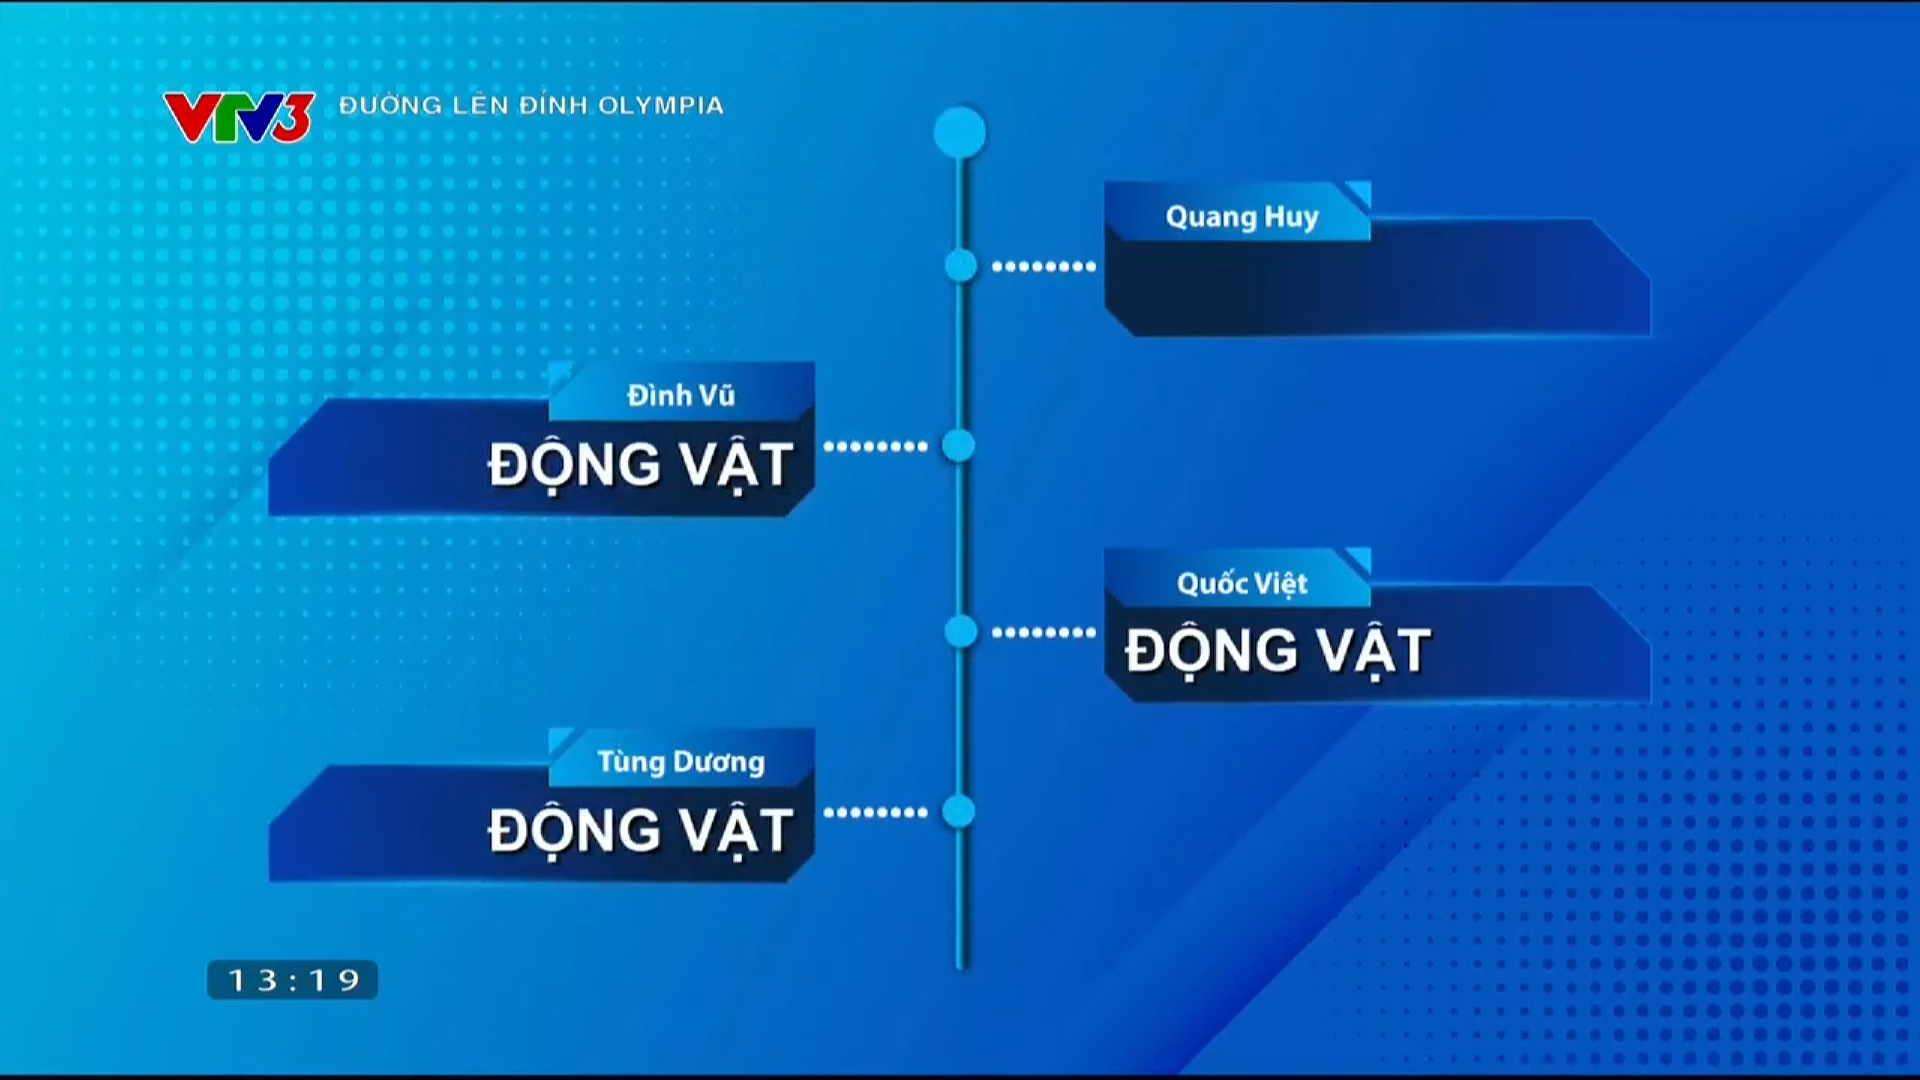 VTV3 ĐƯỜNG LÊN ĐỈNH OLYMPIA
Quang Huy
Đình Vũ
ĐỘNG VẬT
Quốc Việt
ĐỘNG VẬT
Tùng Dương
ĐỘNG VẬT
13:19